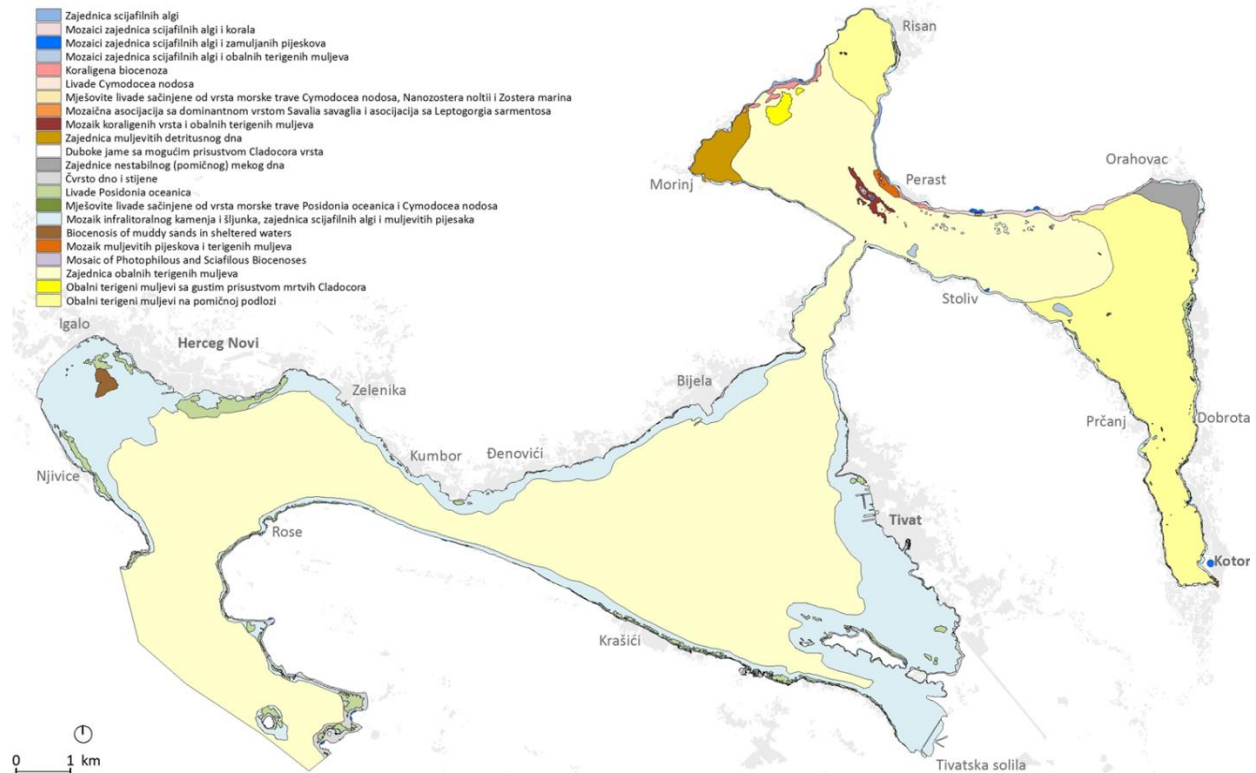 Zajednica scijafilnih algi
Mozaici zajednica scijafilnih algi i korala
Mozaici zajednica scijafilnih algi i zamuljanih pijeskova
Mozaici zajednica scijafilnih algi i obalnih terigenih muljeva
Koraligena biocenoza
Livade Cymodocea nodosa
Mješovite livade sačinjene od vrsta morske trave Cymodocea nodosa, Nanozostera noltii i Zostera marina
Mozaična asocijacija sa dominantnom vrstom Savalia savaglia i asocijacija sa Leptogorgia sarmentosa
Mozaik koraligenih vrsta i obalnih terigenih muljeva
Zajednica muljevitih detritusnog dna
Duboke jame sa mogućim prisustvom Cladocora vrsta
Zajednice nestabilnog (pomičnog) mekog dna
Čvrsto dno i stijene
Livade Posidonia oceanica
Mješovite livade sačinjene od vrsta morske trave Posidonia oceanica i Cymodocea nodosa
Mozaik infralitoralnog kamenja i šljunka, zajednica scijafilnih algi i muljevitih pijesaka
Biocenosis of muddy sands in sheltered waters
Mozaik muljevitih pijeskova i terigenih muljeva
Mosaic of Photophilous and Sciafilous Biocenoses
Zajednica obalnih terigenih muljeva
Obalni terigeni muljevi sa gustim prisustvom mrtvih Cladocora
Obalni terigeni muljevi na pomičnoj podlozi
Risan
Morinj
Perast
Orahovac
Stoliv
Igalo
Herceg Novi
Zelenika
Bijela
Prčanj
Dobrota
Kumbor
Đenovići
Njivice
Rose
Tivat
Kotor
Krašići
Tivatska solila
0 1 km